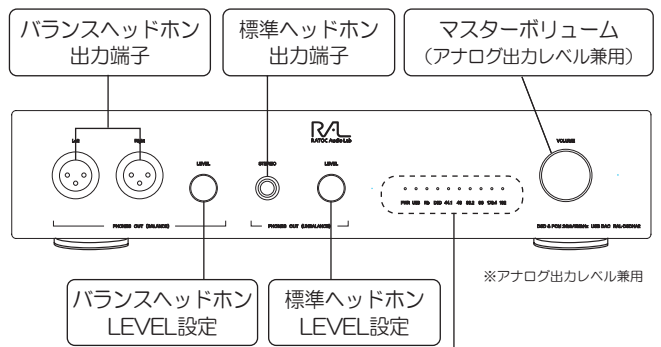 バランスヘッドホン
出力端子
標準ヘッドホン
出力端子
マスターボリューム
（アナログ出力レベル兼用）
RAL
RATOC Audio Lab
LEVEL
STEREO
LEVEL
VOLUME
PWR USB 44.1 48 88.2 96 176.4 192
PHONES OUT (BALANCE)
PHONES OUT (UNBALANCE)
※アナログ出力レベル兼用
バランスヘッドホン
LEVEL設定
標準ヘッドホン
LEVEL設定